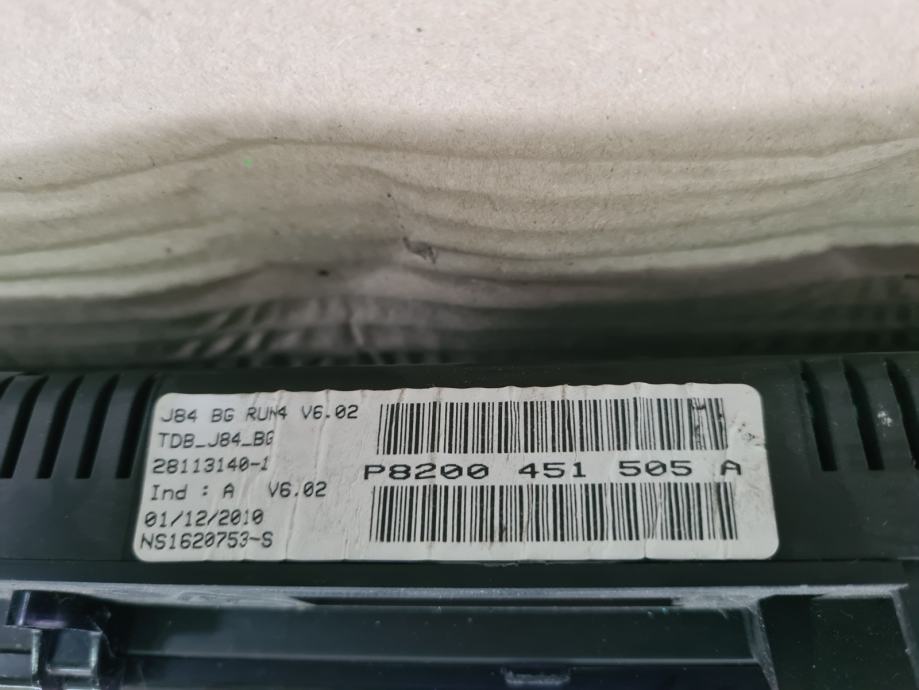 J84 BG RUN4 V6.02
TDB_J84_BG
28113140-1
Ind : A V6.02
01/12/2010
NS1620753-S
P8200 451 505 A